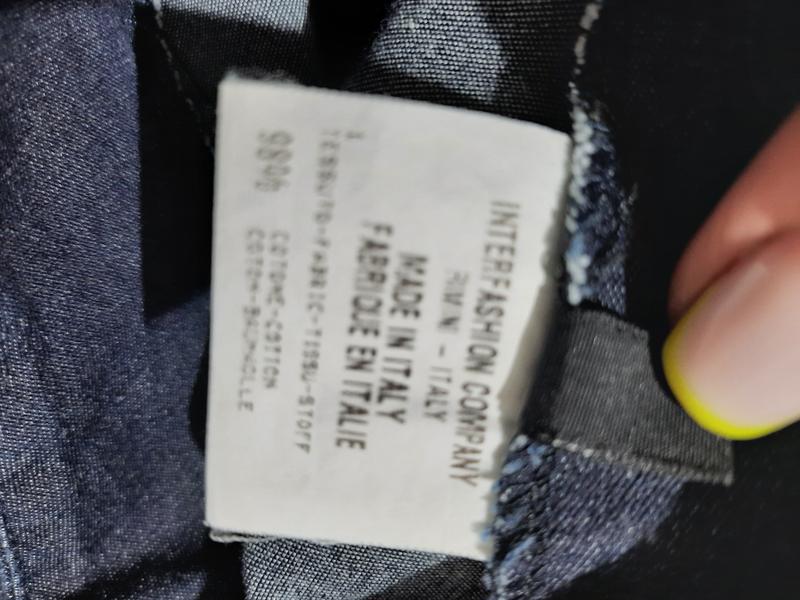 INTERFASHION COMPANY
RIMINI - ITALY
MADE IN ITALY
FABRIQUE EN ITALIE
1
TESSUTO-FABRIC-TISSU-STOFF
98% COTONE-COTTON
COTON-BAUMWOLLE